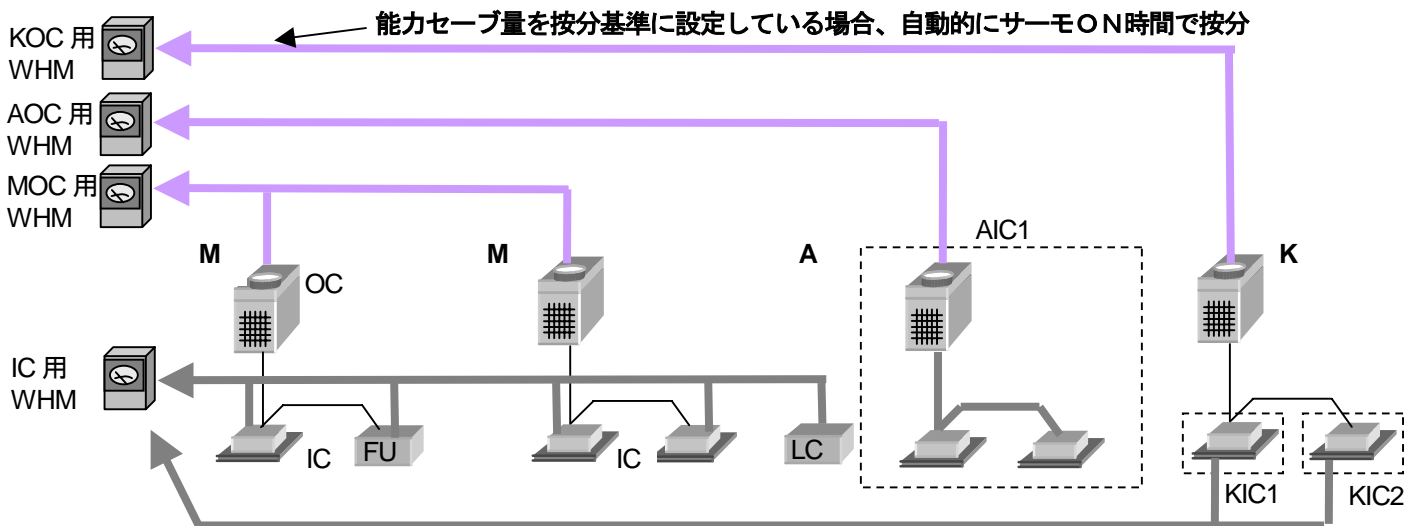 能力セーブ量を按分基準に設定している場合、自動的にサーモＯＮ時間で按分
KOC 用
WHM
AOC 用
WHM
MOC 用
WHM
AIC1
M
M
A
K
OC
IC 用
WHM
IC
FU
IC
LC
KIC1
KIC2